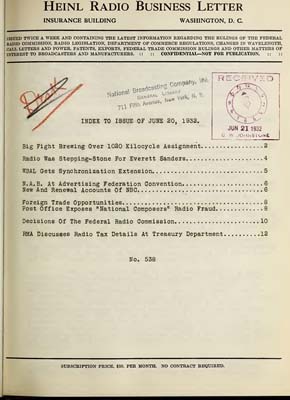 HEINL RADIO BUSINESS LETTER
INSURANCE BUILDING WASHINGTON, D. C.
ISSUED TWICE A WEEK AND CONTAINING THE LATEST INFORMATION REGARDING THE RULINGS OF THE FEDERAL
RADIO COMMISSION, RADIO LEGISLATION, DEPARTMENT OF COMMERCE REGULATIONS, CHANGES IN WAVELENGTH,
CALL LETTERS AND POWER, PATENTS, EXPORTS, FEDERAL TRADE COMMISSION RULINGS AND OTHER MATTERS OF
INTEREST TO BROADCASTERS AND MANUFACTURERS. :: :: CONFIDENTIAL—NOT FOR PUBLICATION. :: ::
National Broadcasting Company, Inc.
General Library
711 Fifth Avenue, New York, N. Y.
RECEIVED
JUN 21 1932
JOHNSTONE
INDEX TO ISSUE OF JUNE 20, 1932.
Big Fight Brewing Over 1020 Kilocycle Assignment.....2
Radio Was Stepping-Stone For Everett Sanders.....4
WBAL Gets Synchronization Extension.....5
N.A.B. At Advertising Federation Convention.....6
New And Renewal Accounts Of NBC.....6
Foreign Trade Opportunities.....8
Post Office Exposes "National Composers" Radio Fraud.....8
Decisions Of The Federal Radio Commission.....10
RMA Discusses Radio Tax Details At Treasury Department.....12
No. 538
SUBSCRIPTION PRICE, $10. PER MONTH. NO CONTRACT REQUIRED.